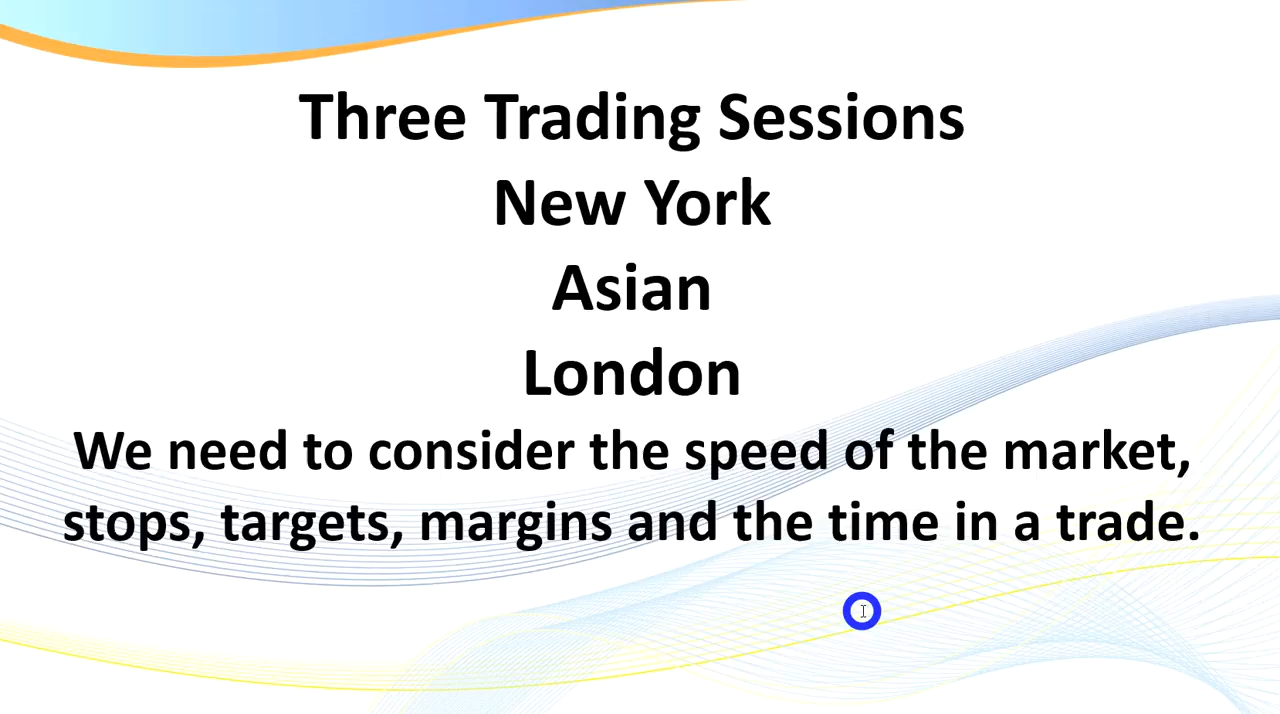 Three Trading Sessions
New York
Asian
London
We need to consider the speed of the market,
stops, targets, margins and the time in a trade.